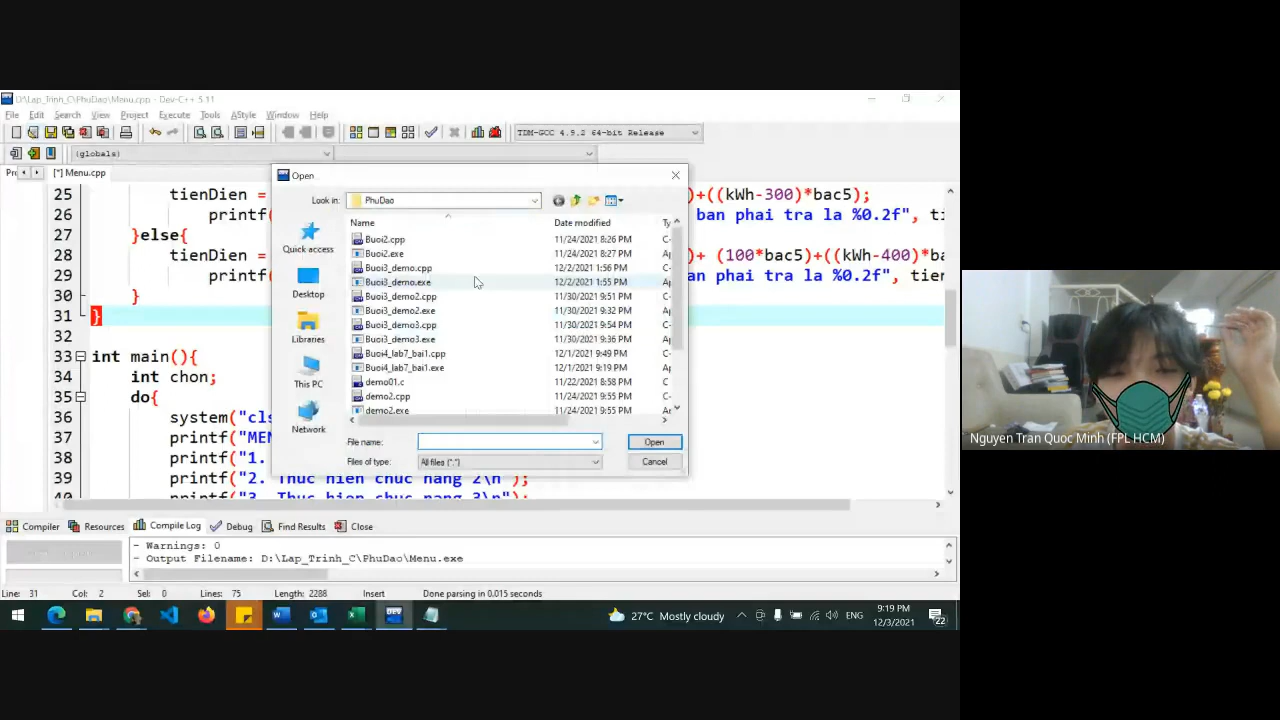 D:\Lap_Trinh_C\PhuDao\Menu.cpp - Dev-C++ 5.11
File Edit Search View Project Execute Tools AStyle Window Help
TDM-GCC 4.9.2 64-bit Release
(globals)
[*] Menu.cpp
25 tienDien = )+((kWh-300)*bac5);
26 printf( ban phai tra la %0.2f", ti
27 }else{
28 tienDien = + (100*bac5)+((kWh-400)*b
29 printf( ban phai tra la %0.2f", tien
30 }
31 }
32
33 int main(){
34 int chon;
35 do{
36 system("cls
37 printf("ME
38 printf("1.
39 printf("2. Thuc hien chuc nang 2\n");
40 printf("3. Thuc hien chuc nang 3\n");
Open
Look in: PhuDao
Name Date modified Ty
Quick access
Desktop
Libraries
This PC
Network
Buoi2.cpp 11/24/2021 8:26 PM C-
Buoi2.exe 11/24/2021 8:27 PM Ap
Buoi3_demo.cpp 12/2/2021 1:56 PM C-
Buoi3_demo.exe 12/2/2021 1:55 PM Ap
Buoi3_demo2.cpp 11/30/2021 9:51 PM C-
Buoi3_demo2.exe 11/30/2021 9:32 PM Ap
Buoi3_demo3.cpp 11/30/2021 9:54 PM C-
Buoi3_demo3.exe 11/30/2021 9:36 PM Ap
Buoi4_lab7_bai1.cpp 12/1/2021 9:49 PM C-
Buoi4_lab7_bai1.exe 12/1/2021 9:19 PM Ap
demo01.c 11/22/2021 8:58 PM C
demo2.cpp 11/24/2021 9:55 PM C-
demo2.exe 11/24/2021 9:55 PM Ap
File name: Open
Files of type: All files (*.*) Cancel
Compiler Resources Compile Log Debug Find Results Close
- Warnings: 0
- Output Filename: D:\Lap_Trinh_C\PhuDao\Menu.exe
Line: 31 Col: 2 Sel: 0 Lines: 75 Length: 2288 Insert Done parsing in 0.015 seconds
27°C Mostly cloudy ENG 9:19 PM
12/3/2021
22
Nguyen Tran Quoc Minh (FPL HCM)